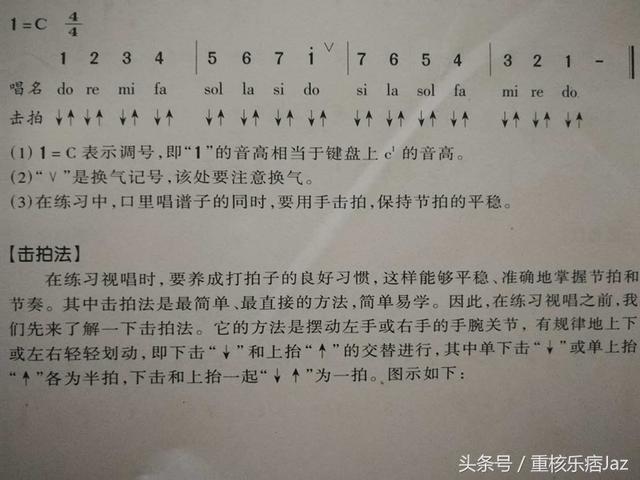 1=C 4/4
1 2 3 4 | 5 6 7 i ∨ | 7 6 5 4 | 3 2 1 - ‖
唱名 do re mi fa sol la si do si la sol fa mi re do
击拍 ↓↑ ↓↑ ↓↑ ↓↑ ↓↑ ↓↑ ↓↑ ↓↑ ↓↑ ↓↑ ↓↑ ↓↑ ↓↑ ↓↑ ↓↑ ↓↑
(1) 1=C 表示调号,即“1”的音高相当于键盘上 c¹ 的音高。
(2)“∨”是换气记号,该处要注意换气。
(3)在练习中,口里唱谱子的同时,要用手击拍,保持节拍的平稳。
【击拍法】
在练习视唱时,要养成打拍子的良好习惯,这样能够平稳、准确地掌握节拍和
节奏。其中击拍法是最简单、最直接的方法,简单易学。因此,在练习视唱之前,我
们先来了解一下击拍法。它的方法是摆动左手或右手的手腕关节,有规律地上下
或左右轻轻划动,即下击“↓”和上抬“↑”的交替进行,其中单下击“↓”或单上抬
“↑”各为半拍,下击和上抬一起“↓↑”为一拍。图示如下:
头条号 / 重核乐痞Jaz